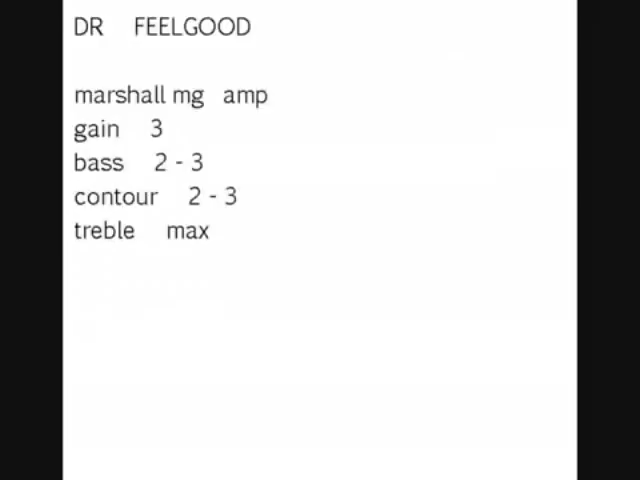 DR FEELGOOD
marshall mg amp
gain 3
bass 2 - 3
contour 2 - 3
treble max